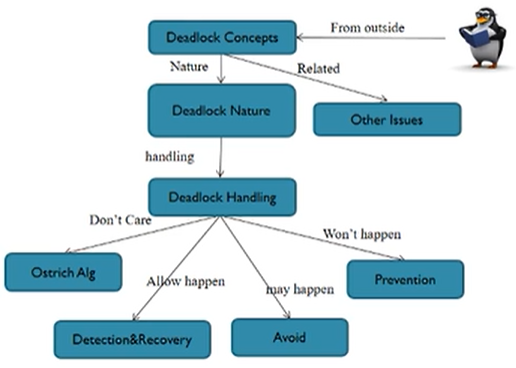 From outside
Deadlock Concepts
Nature
Related
Deadlock Nature
Other Issues
handling
Deadlock Handling
Don't Care
Won't happen
Ostrich Alg
Allow happen
may happen
Prevention
Detection&Recovery
Avoid